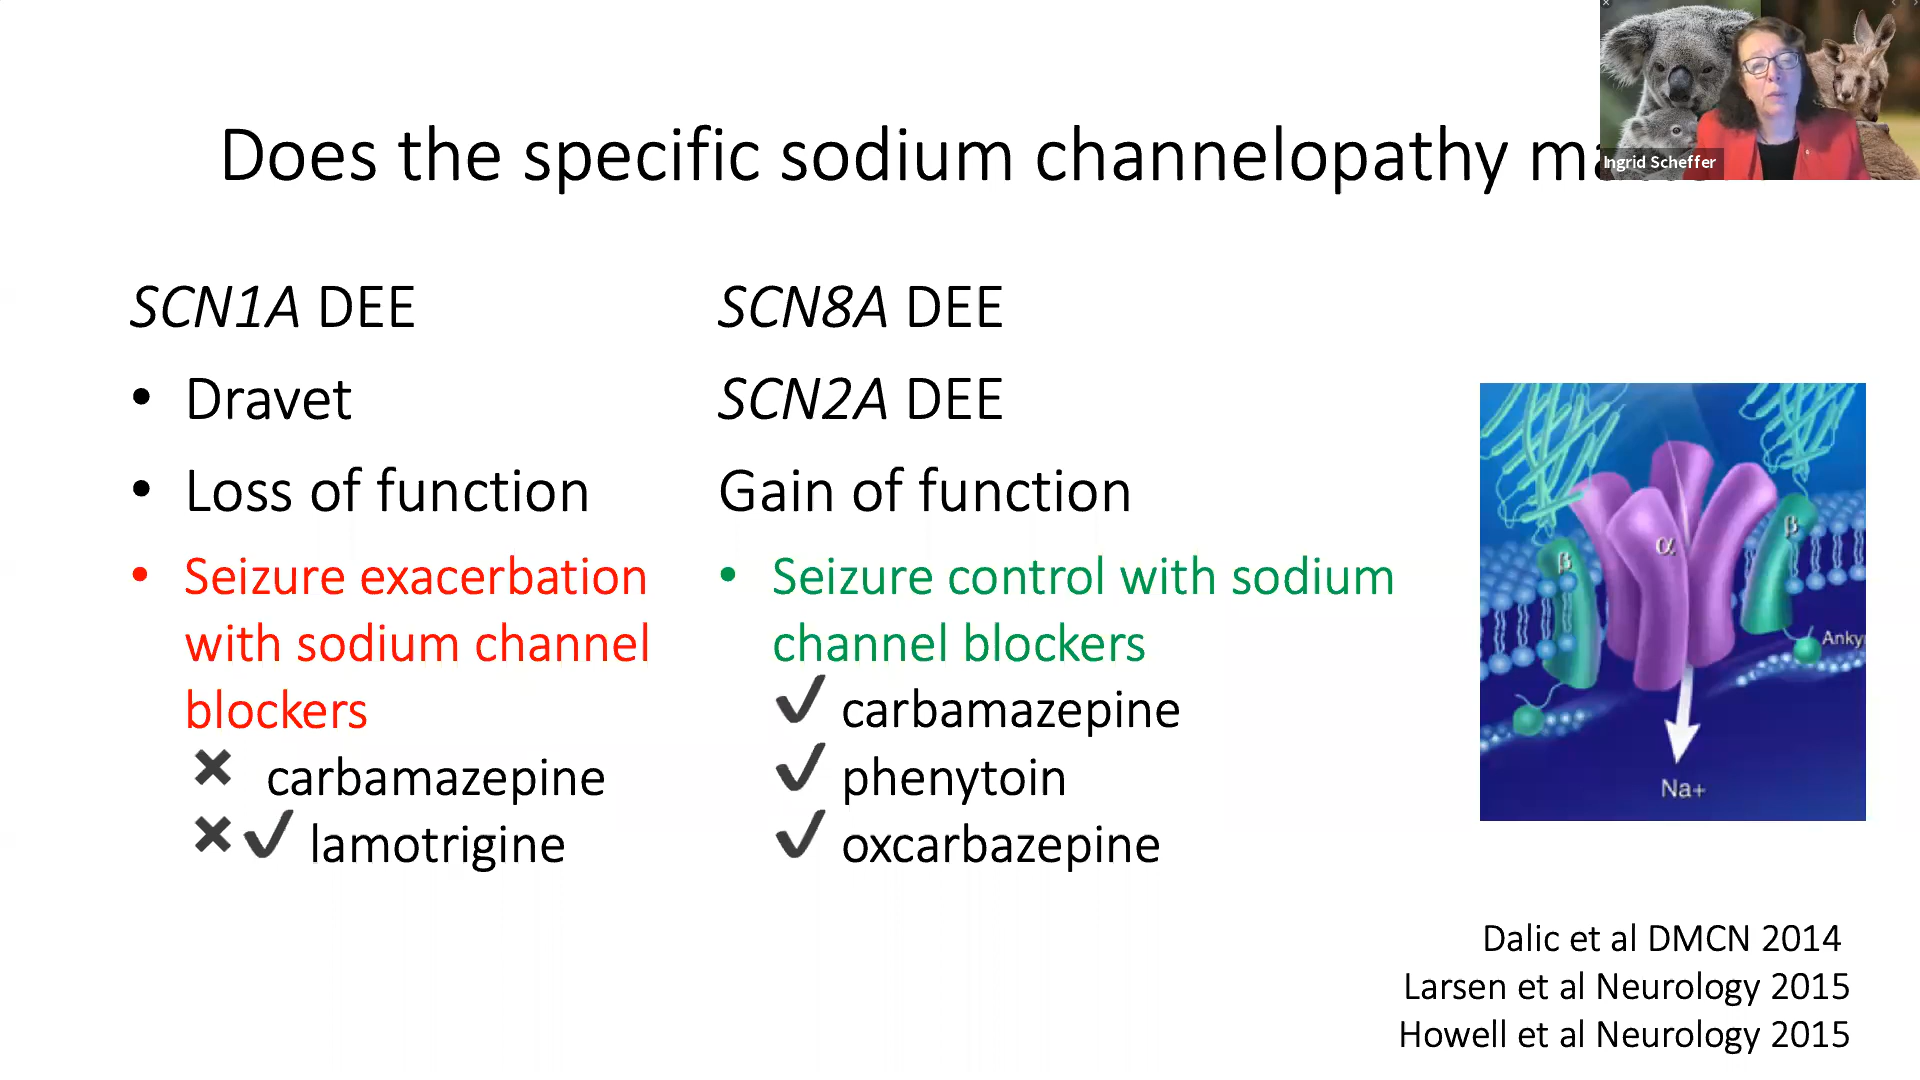 Does the specific sodium channelopathy
Ingrid Scheffer
SCN1A DEE
• Dravet
• Loss of function
• Seizure exacerbation
with sodium channel
blockers
✖ carbamazepine
✖✔ lamotrigine
SCN8A DEE
SCN2A DEE
Gain of function
• Seizure control with sodium
channel blockers
✔ carbamazepine
✔ phenytoin
✔ oxcarbazepine
β
α
β
Anky
Na+
Dalic et al DMCN 2014
Larsen et al Neurology 2015
Howell et al Neurology 2015